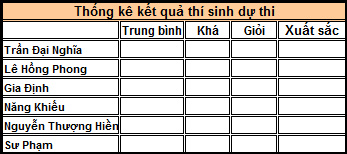 Thống kê kết quả thí sinh dự thi
Trung bình Khá Giỏi Xuất sắc
Trần Đại Nghĩa
Lê Hồng Phong
Gia Định
Năng Khiếu
Nguyễn Thượng Hiền
Sư Phạm